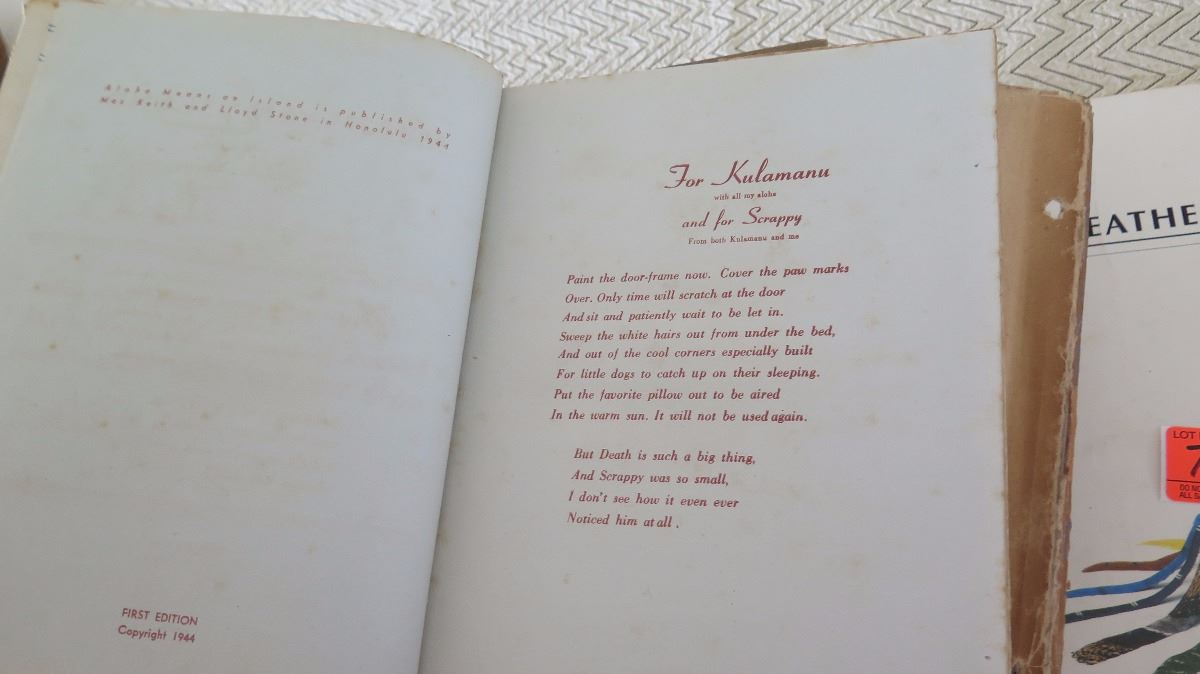 Aloha Means an Island is published by
Max Keith and Lloyd Stone in Honolulu 1944
FIRST EDITION
Copyright 1944
For Kulamanu
with all my aloha
and for Scrappy
From both Kulamanu and me
Paint the door-frame now. Cover the paw marks
Over. Only time will scratch at the door
And sit and patiently wait to be let in.
Sweep the white hairs out from under the bed,
And out of the cool corners especially built
For little dogs to catch up on their sleeping.
Put the favorite pillow out to be aired
In the warm sun. It will not be used again.
But Death is such a big thing,
And Scrappy was so small,
I don't see how it even ever
Noticed him at all.
EATHE
LOT
7
DO NO
ALL S